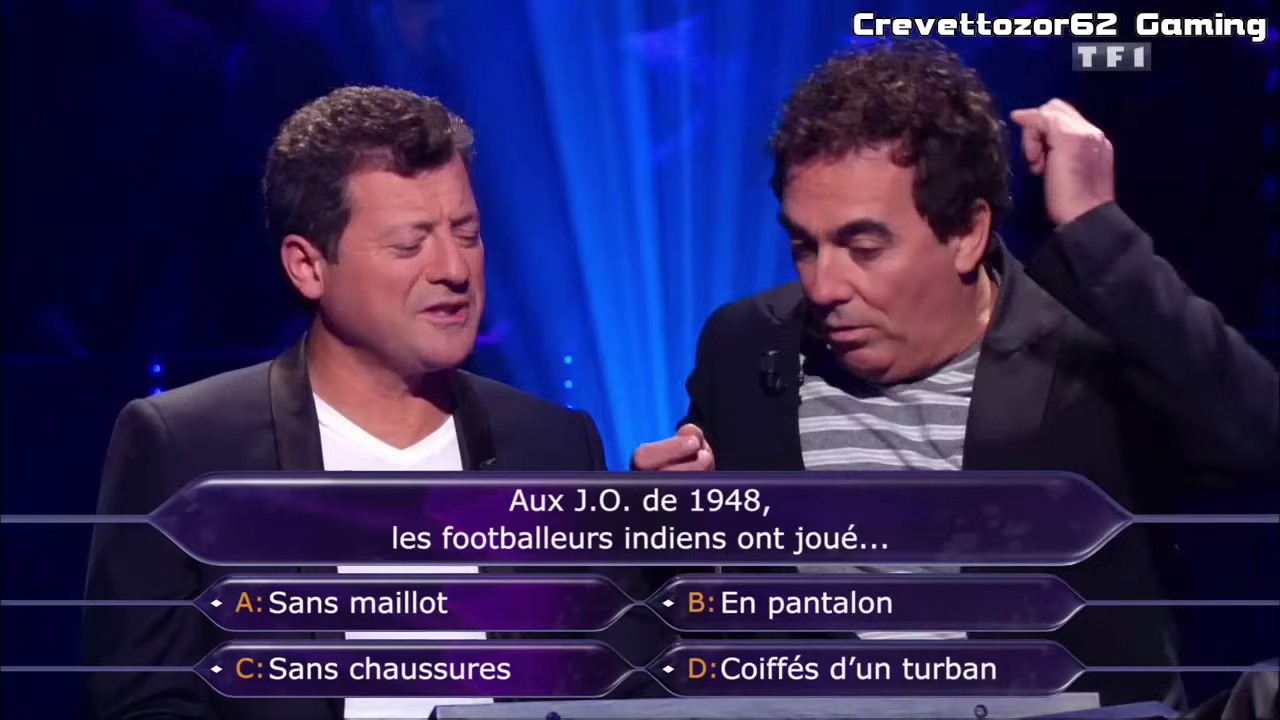 Crevettozor62 Gaming
TF1
Aux J.O. de 1948,
les footballeurs indiens ont joué...
A: Sans maillot
B: En pantalon
C: Sans chaussures
D: Coiffés d’un turban